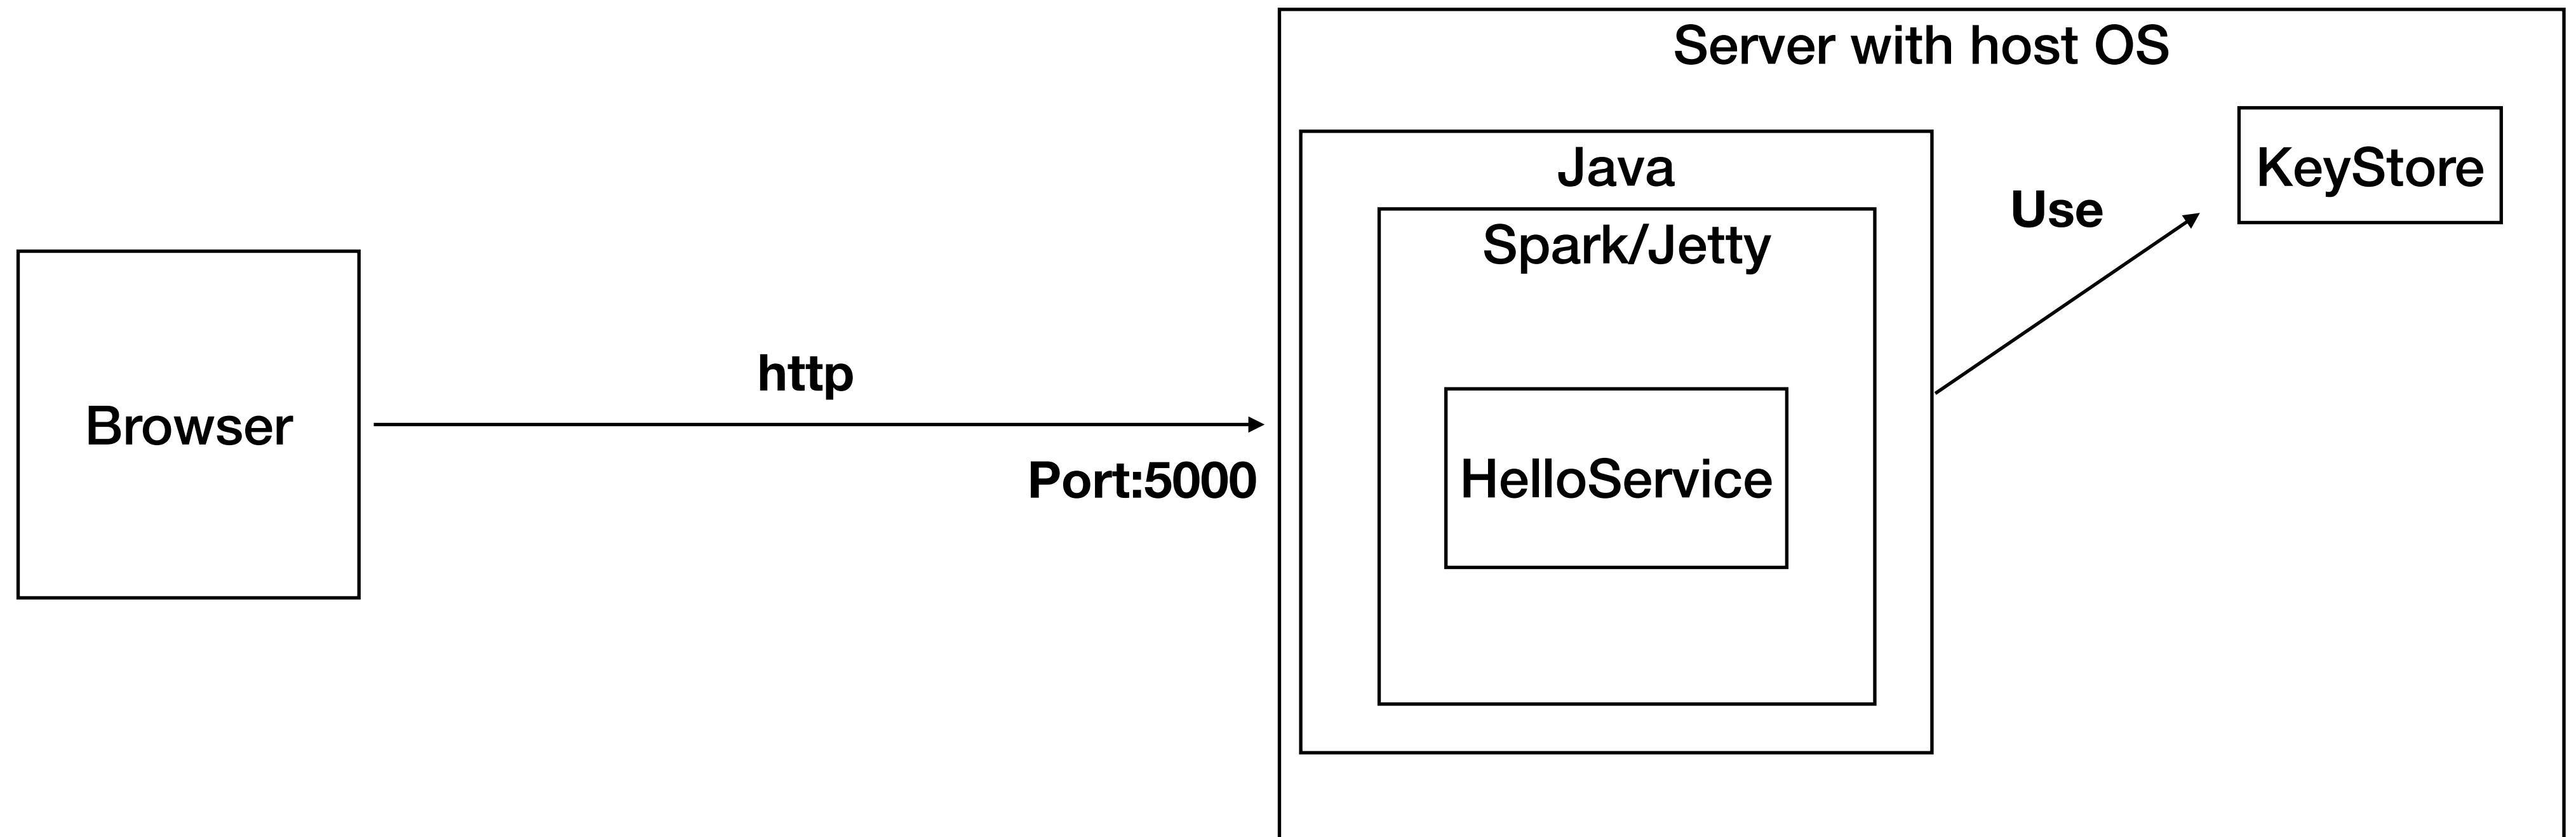 Server with host OS
Java
KeyStore
Spark/Jetty
Use
Browser
http
Port:5000
HelloService